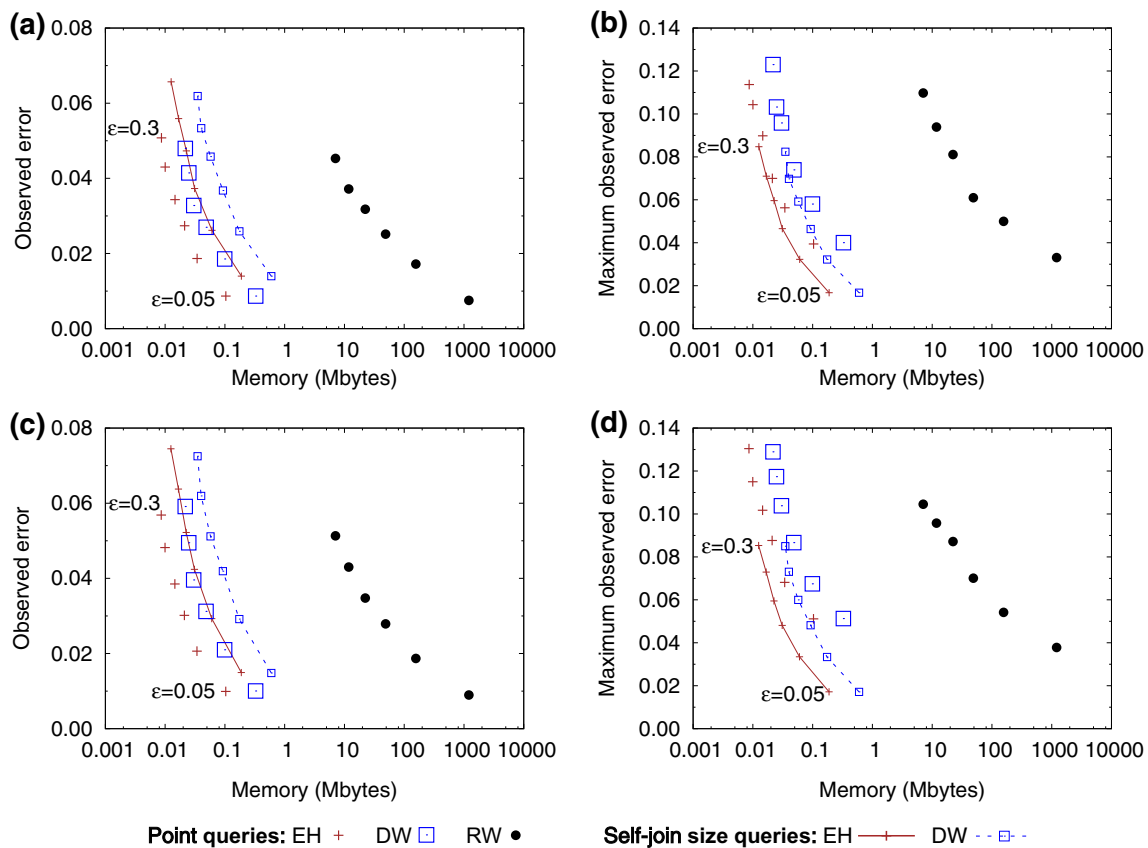 (a)
0.08
0.06
0.04
0.02
0.00
Observed error
ε=0.3
ε=0.05
0.001 0.01 0.1 1 10 100 1000 10000
Memory (Mbytes)
(b)
0.14
0.12
0.10
0.08
0.06
0.04
0.02
0.00
Maximum observed error
ε=0.3
ε=0.05
0.001 0.01 0.1 1 10 100 1000 10000
Memory (Mbytes)
(c)
0.08
0.06
0.04
0.02
0.00
Observed error
ε=0.3
ε=0.05
0.001 0.01 0.1 1 10 100 1000 10000
Memory (Mbytes)
(d)
0.14
0.12
0.10
0.08
0.06
0.04
0.02
0.00
Maximum observed error
ε=0.3
ε=0.05
0.001 0.01 0.1 1 10 100 1000 10000
Memory (Mbytes)
Point queries: EH DW RW
Self-join size queries: EH DW